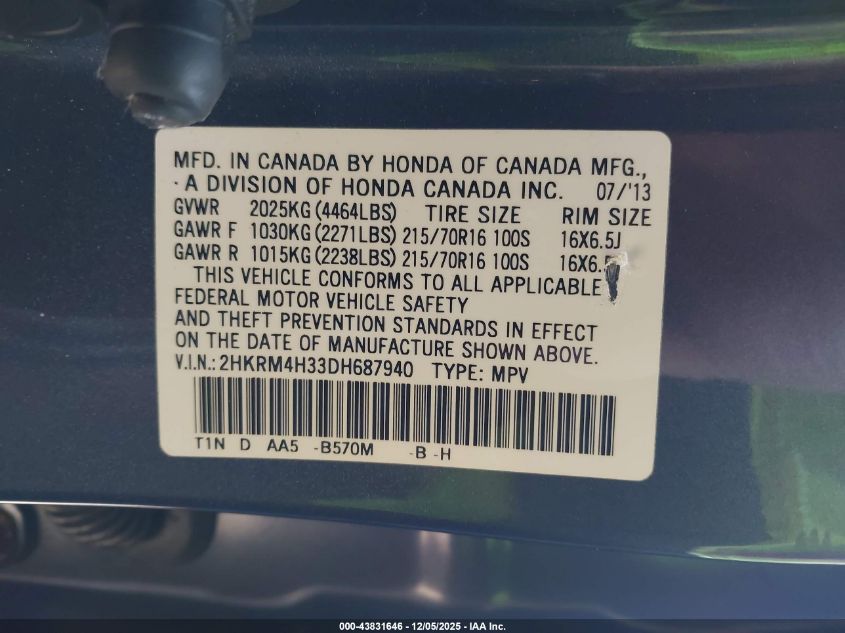 MFD. IN CANADA BY HONDA OF CANADA MFG.,
A DIVISION OF HONDA CANADA INC. 07/'13
GVWR 2025KG (4464LBS) TIRE SIZE RIM SIZE
GAWR F 1030KG (2271LBS) 215/70R16 100S 16X6.5J
GAWR R 1015KG (2238LBS) 215/70R16 100S
THIS VEHICLE CONFORMS TO ALL APPLICABLE
FEDERAL MOTOR VEHICLE SAFETY
AND THEFT PREVENTION STANDARDS IN EFFECT
ON THE DATE OF MANUFACTURE SHOWN ABOVE.
V.I.N.: 2HKRM4H33DH687940 TYPE: MPV
T1N D AA5 -B570M -B -H
000-43831646 - 12/05/2025 - IAA Inc.